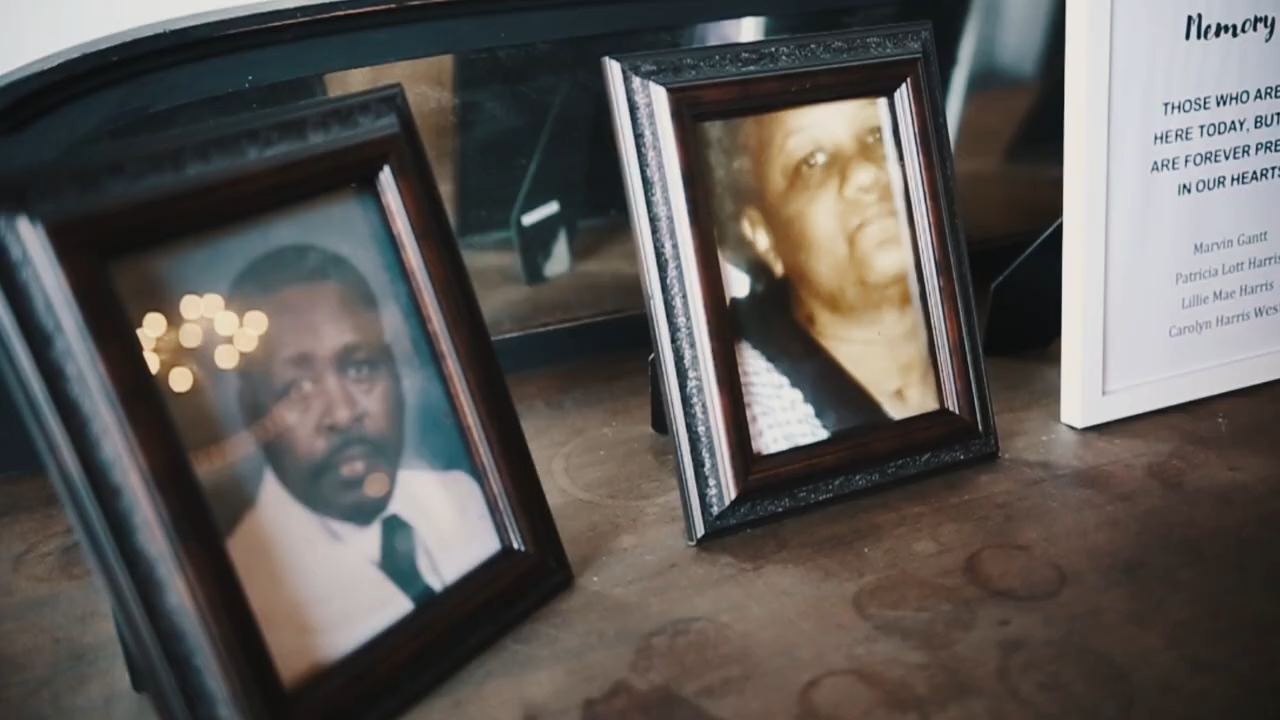 Memory
THOSE WHO ARE
HERE TODAY, BUT
ARE FOREVER PRE
IN OUR HEARTS
Marvin Gantt
Patricia Lott Harris
Lillie Mae Harris
Carolyn Harris Wes